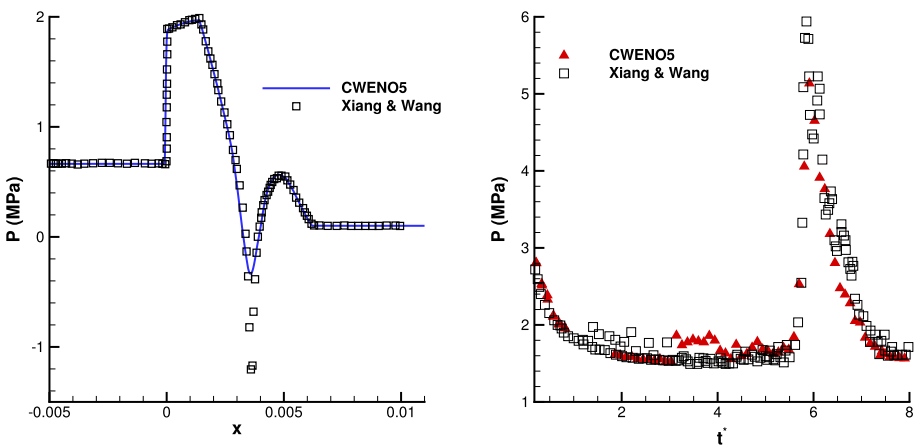 2
1
0
-1
P (MPa)
-0.005 0 0.005 0.01
x
CWENO5
Xiang & Wang
6
5
4
3
2
1
P (MPa)
2 4 6 8
t*
CWENO5
Xiang & Wang